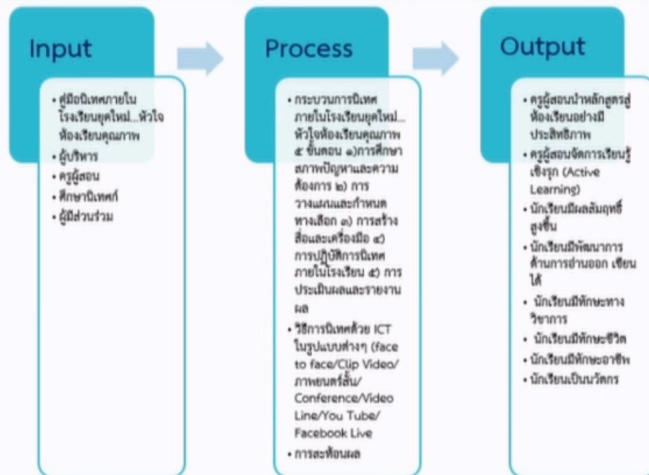 Input
• คู่มือนิเทศภายใน
โรงเรียนยุคใหม่...หัวใจ
ห้องเรียนคุณภาพ
• ผู้บริหาร
• ครูผู้สอน
• ศึกษานิเทศก์
• ผู้มีส่วนร่วม
Process
• กระบวนการนิเทศ
ภายในโรงเรียนยุคใหม่...
หัวใจห้องเรียนคุณภาพ
๕ ขั้นตอน ๑)การศึกษา
สภาพปัญหาและความ
ต้องการ ๒) การ
วางแผนและกำหนด
ทางเลือก ๓) การสร้าง
สื่อและเครื่องมือ ๔)
การปฏิบัติการนิเทศ
ภายในโรงเรียน ๕) การ
ประเมินผลและรายงาน
ผล
• วิธีการนิเทศด้วย ICT
ในรูปแบบต่างๆ (face
to face/Clip Video/
ภาพยนตร์สั้น/
Conference/Video
Line/You Tube/
Facebook Live
• การสะท้อนผล
Output
• ครูผู้สอนนำหลักสูตรสู่
ห้องเรียนอย่างมี
ประสิทธิภาพ
• ครูผู้สอนจัดการเรียนรู้
เชิงรุก (Active
Learning)
• นักเรียนมีผลสัมฤทธิ์
สูงขึ้น
• นักเรียนมีพัฒนาการ
ด้านการอ่านออก เขียน
ได้
• นักเรียนมีทักษะทาง
วิชาการ
• นักเรียนมีทักษะชีวิต
• นักเรียนมีทักษะอาชีพ
• นักเรียนเป็นนวัตกร